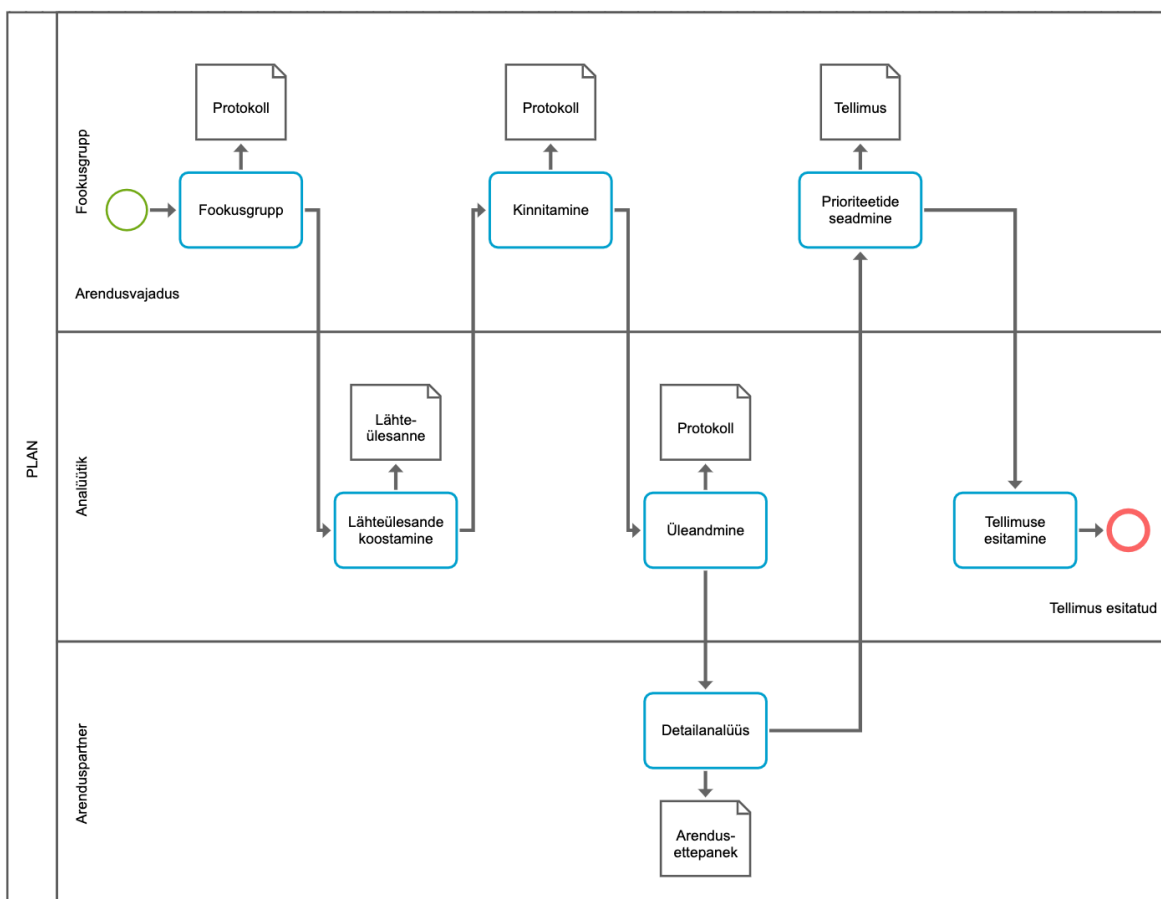 PLAN
Fookusgrupp
Protokoll
Protokoll
Tellimus
Fookusgrupp
Kinnitamine
Prioriteetide
seadmine
Arendusvajadus
Analüütik
Lähte-
ülesanne
Protokoll
Lähteülesande
koostamine
Üleandmine
Tellimuse
esitamine
Tellimus esitatud
Arenduspartner
Detailanalüüs
Arendus-
ettepanek